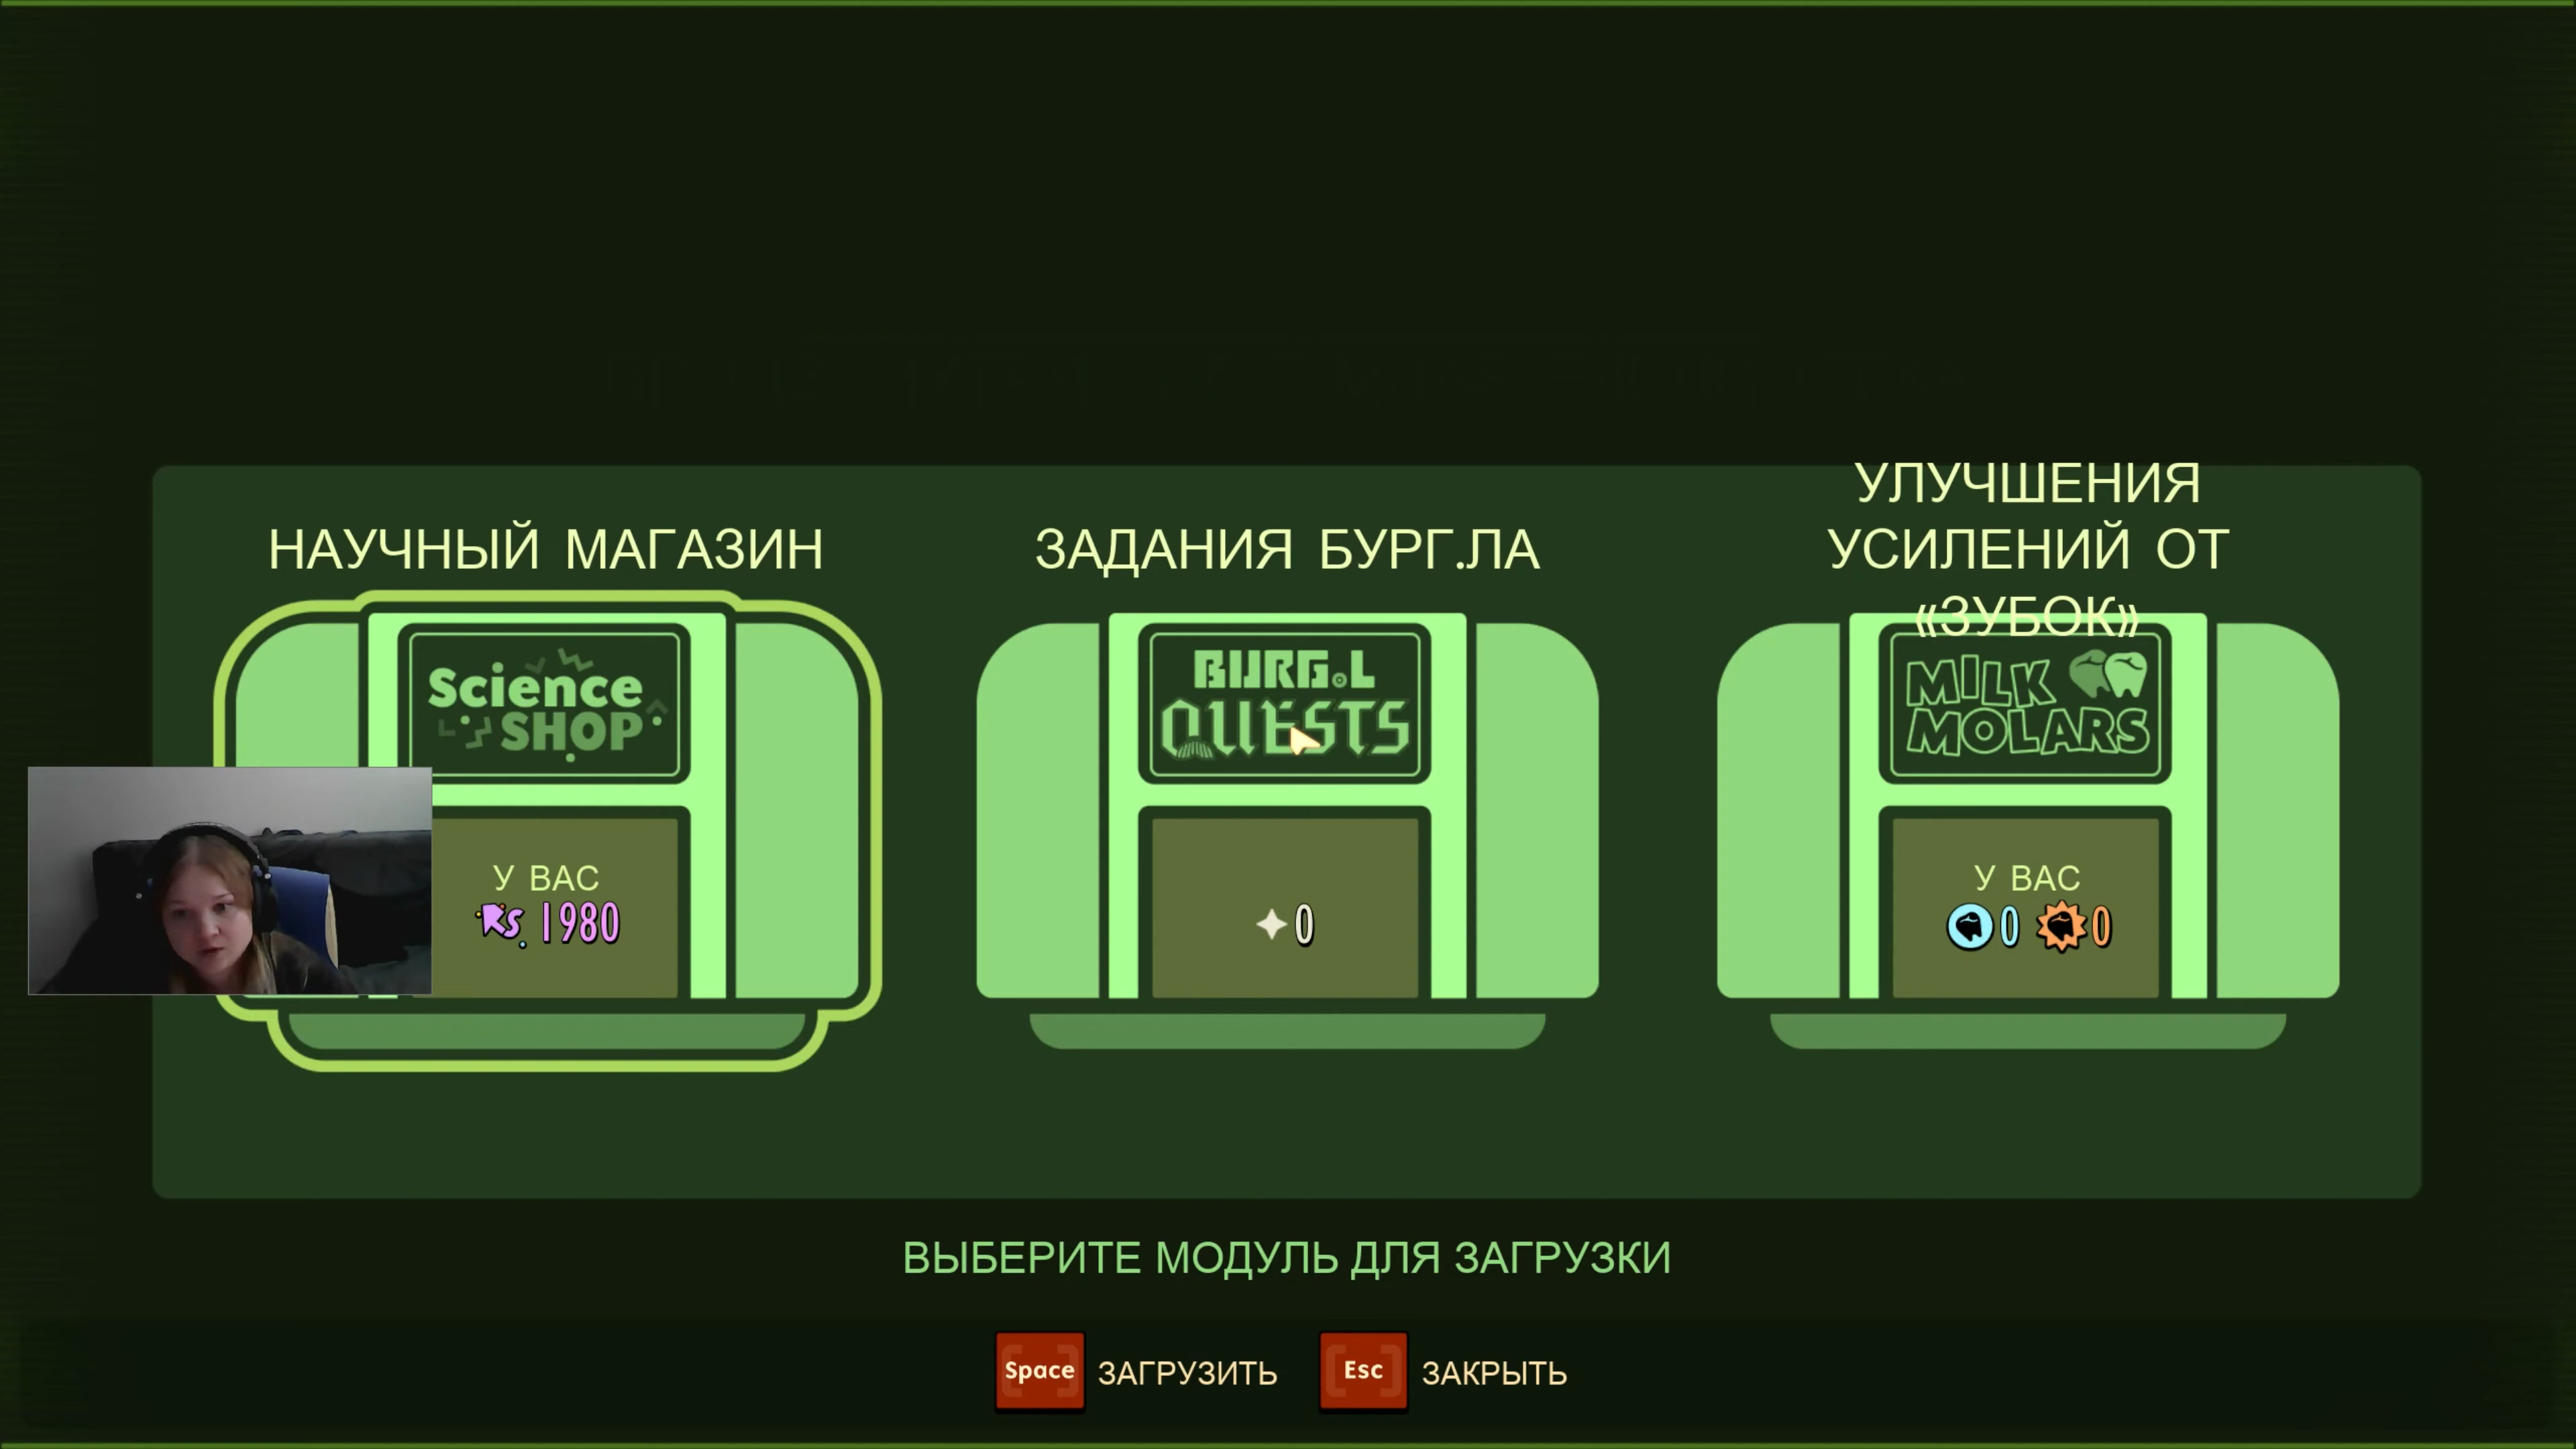 НАУЧНЫЙ МАГАЗИН
Science
SHOP
У ВАС
RS 1980
ЗАДАНИЯ БУРГ.ЛА
BURG.L
QUESTS
0
УЛУЧШЕНИЯ
УСИЛЕНИЙ ОТ
«ЗУБОК»
MILK
MOLARS
У ВАС
0 0
ВЫБЕРИТЕ МОДУЛЬ ДЛЯ ЗАГРУЗКИ
Space ЗАГРУЗИТЬ Esc ЗАКРЫТЬ